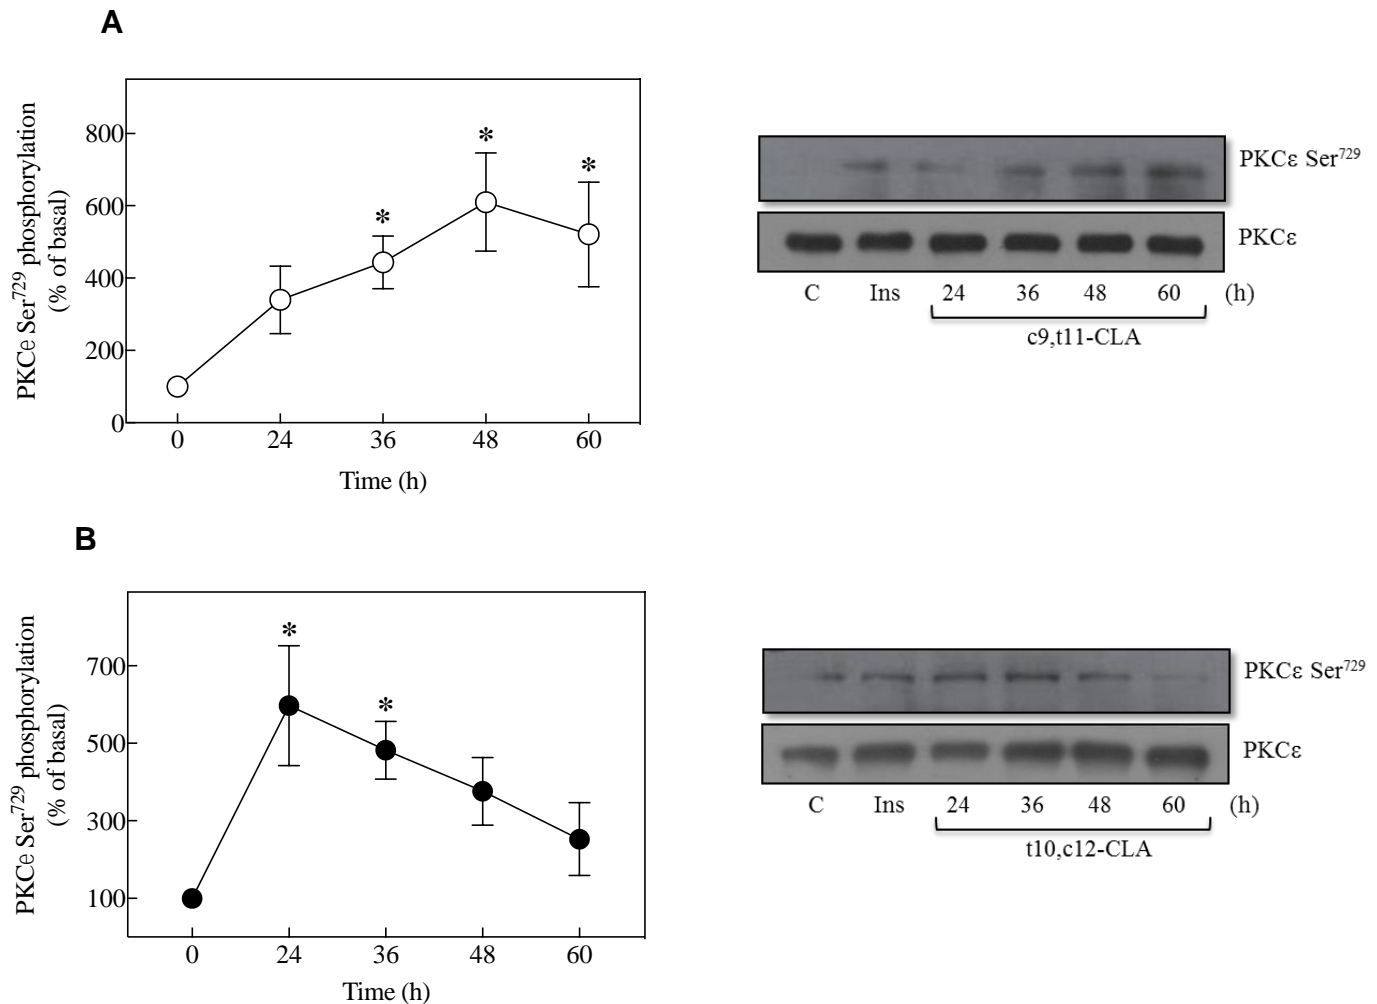 A
PKCe Ser729 phosphorylation
(% of basal)
800
600
400
200
0
*
*
*
0 24 36 48 60
Time (h)
PKCε Ser729
PKCε
C Ins 24 36 48 60 (h)
c9,t11-CLA
B
PKCe Ser729 phosphorylation
(% of basal)
700
500
300
100
*
*
0 24 36 48 60
Time (h)
PKCε Ser729
PKCε
C Ins 24 36 48 60 (h)
t10,c12-CLA